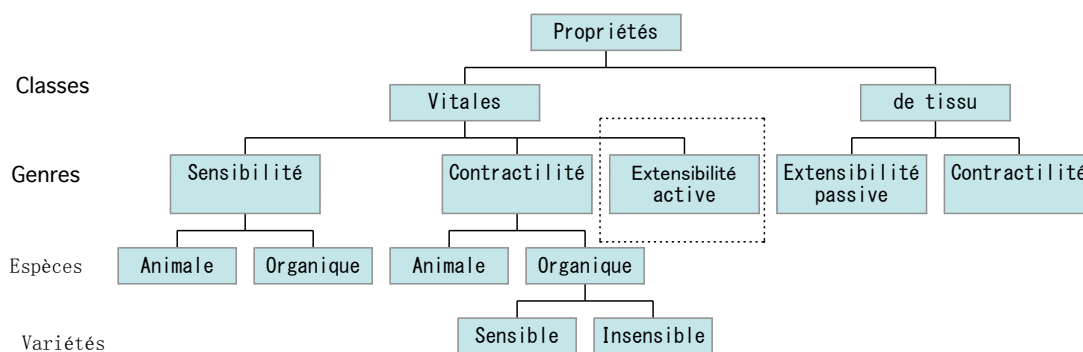 Propriétés
Classes
Vitales
de tissu
Genres
Sensibilité
Contractilité
Extensibilité
active
Extensibilité
passive
Contractilité
Espèces
Animale
Organique
Animale
Organique
Variétés
Sensible
Insensible